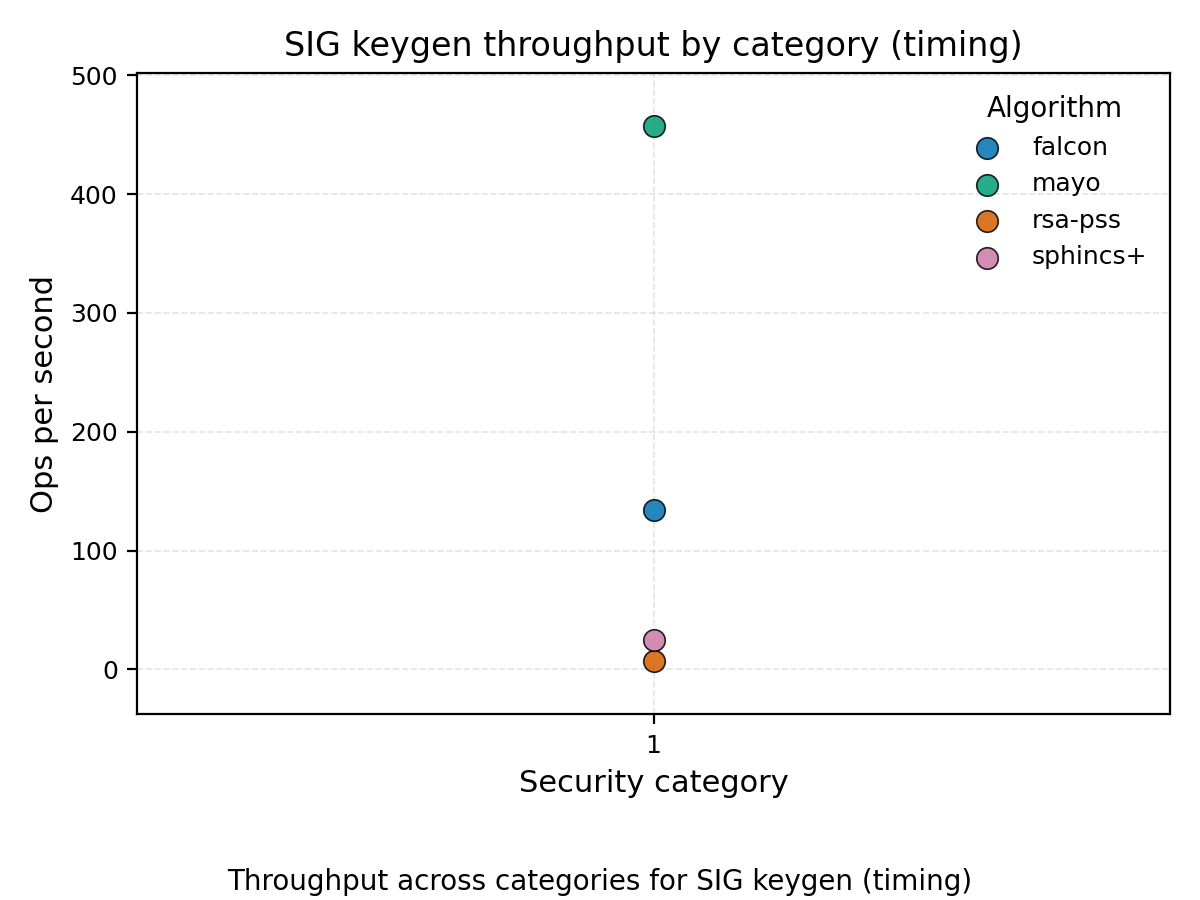 SIG keygen throughput by category (timing)
500
400
300
200
100
0
Ops per second
Algorithm
falcon
mayo
rsa-pss
sphincs+
1
Security category
Throughput across categories for SIG keygen (timing)